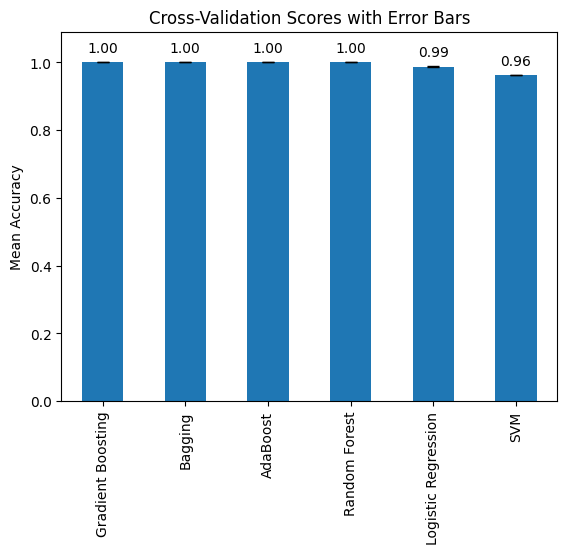 Cross-Validation Scores with Error Bars
1.00 1.00 1.00 1.00 0.99 0.96
Mean Accuracy
1.0
0.8
0.6
0.4
0.2
0.0
Gradient Boosting
Bagging
AdaBoost
Random Forest
Logistic Regression
SVM